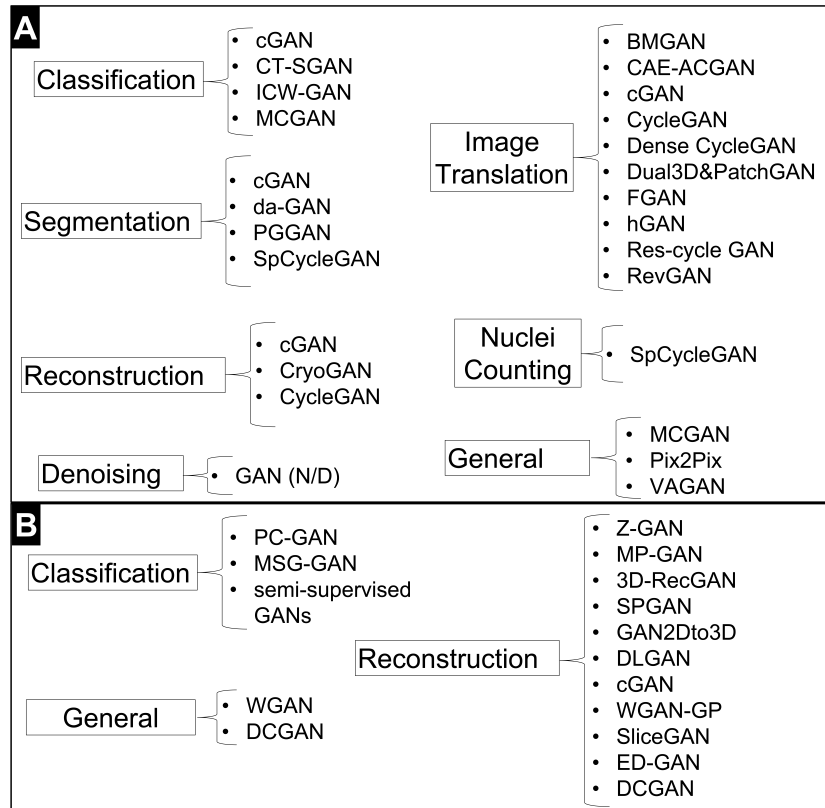 A
Classification
• cGAN
• CT-SGAN
• ICW-GAN
• MCGAN
Segmentation
• cGAN
• da-GAN
• PGGAN
• SpCycleGAN
Reconstruction
• cGAN
• CryoGAN
• CycleGAN
Denoising
• GAN (N/D)
Image
Translation
• BMGAN
• CAE-ACGAN
• cGAN
• CycleGAN
• Dense CycleGAN
• Dual3D&PatchGAN
• FGAN
• hGAN
• Res-cycle GAN
• RevGAN
Nuclei
Counting
• SpCycleGAN
General
• MCGAN
• Pix2Pix
• VAGAN
B
Classification
• PC-GAN
• MSG-GAN
• semi-supervised
GANs
General
• WGAN
• DCGAN
Reconstruction
• Z-GAN
• MP-GAN
• 3D-RecGAN
• SPGAN
• GAN2Dto3D
• DLGAN
• cGAN
• WGAN-GP
• SliceGAN
• ED-GAN
• DCGAN